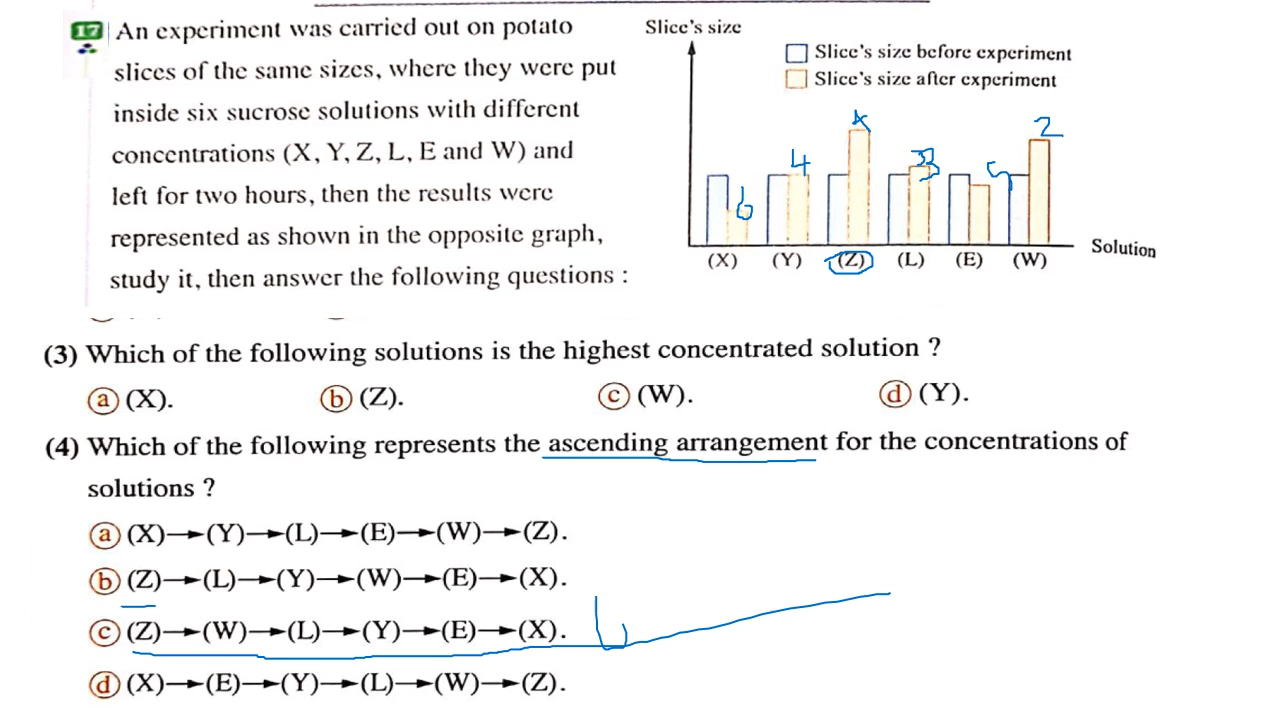 17 An experiment was carried out on potato
slices of the same sizes, where they were put
inside six sucrose solutions with different
concentrations (X, Y, Z, L, E and W) and
left for two hours, then the results were
represented as shown in the opposite graph,
study it, then answer the following questions :
Slice's size
Slice's size before experiment
Slice's size after experiment
6 4 3 5 2
(X) (Y) (Z) (L) (E) (W)
Solution
(3) Which of the following solutions is the highest concentrated solution ?
a (X). b (Z). c (W). d (Y).
(4) Which of the following represents the ascending arrangement for the concentrations of
solutions ?
a (X)→(Y)→(L)→(E)→(W)→(Z).
b (Z)→(L)→(Y)→(W)→(E)→(X).
c (Z)→(W)→(L)→(Y)→(E)→(X).
d (X)→(E)→(Y)→(L)→(W)→(Z).